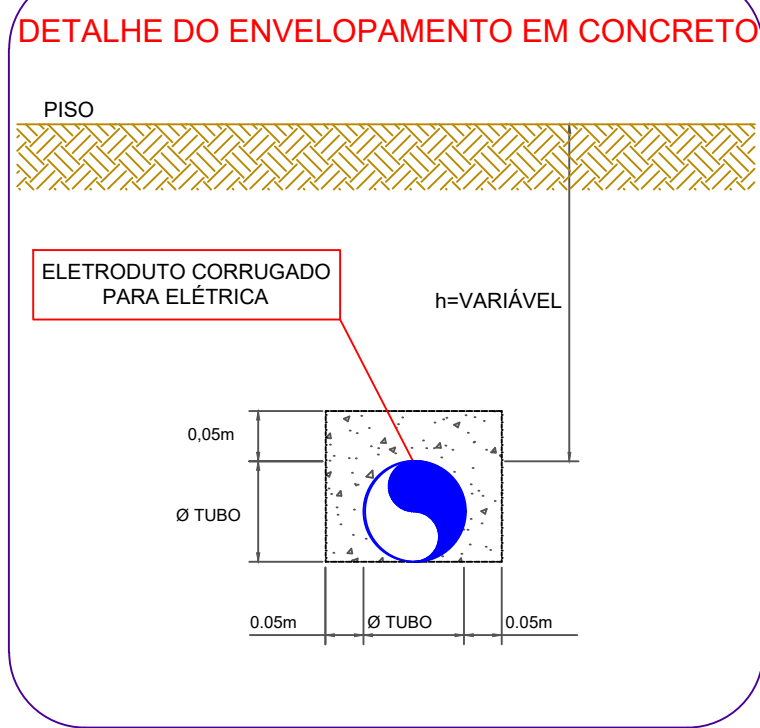 DETALHE DO ENVELOPAMENTO EM CONCRETO
PISO
ELETRODUTO CORRUGADO
PARA ELÉTRICA
h=VARIÁVEL
0,05m
Ø TUBO
0.05m
Ø TUBO
0.05m